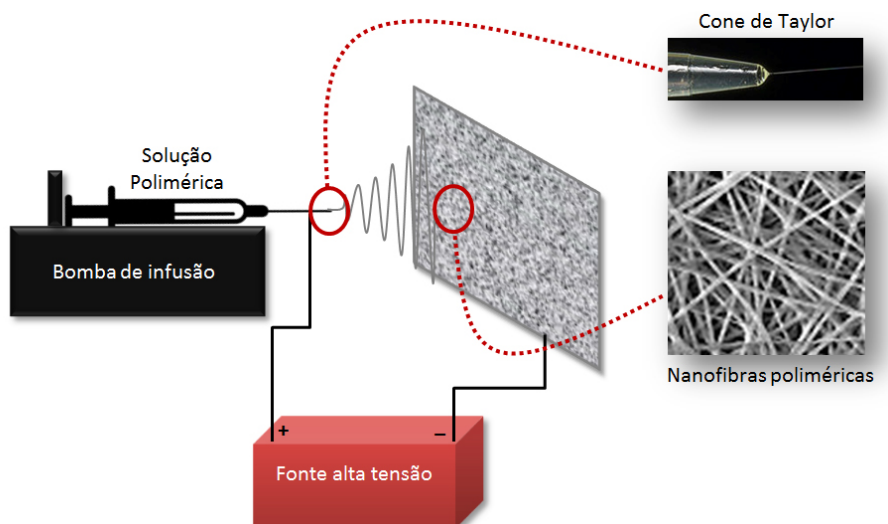 Cone de Taylor
Solução
Polimérica
Bomba de infusão
Nanofibras poliméricas
+
–
Fonte alta tensão